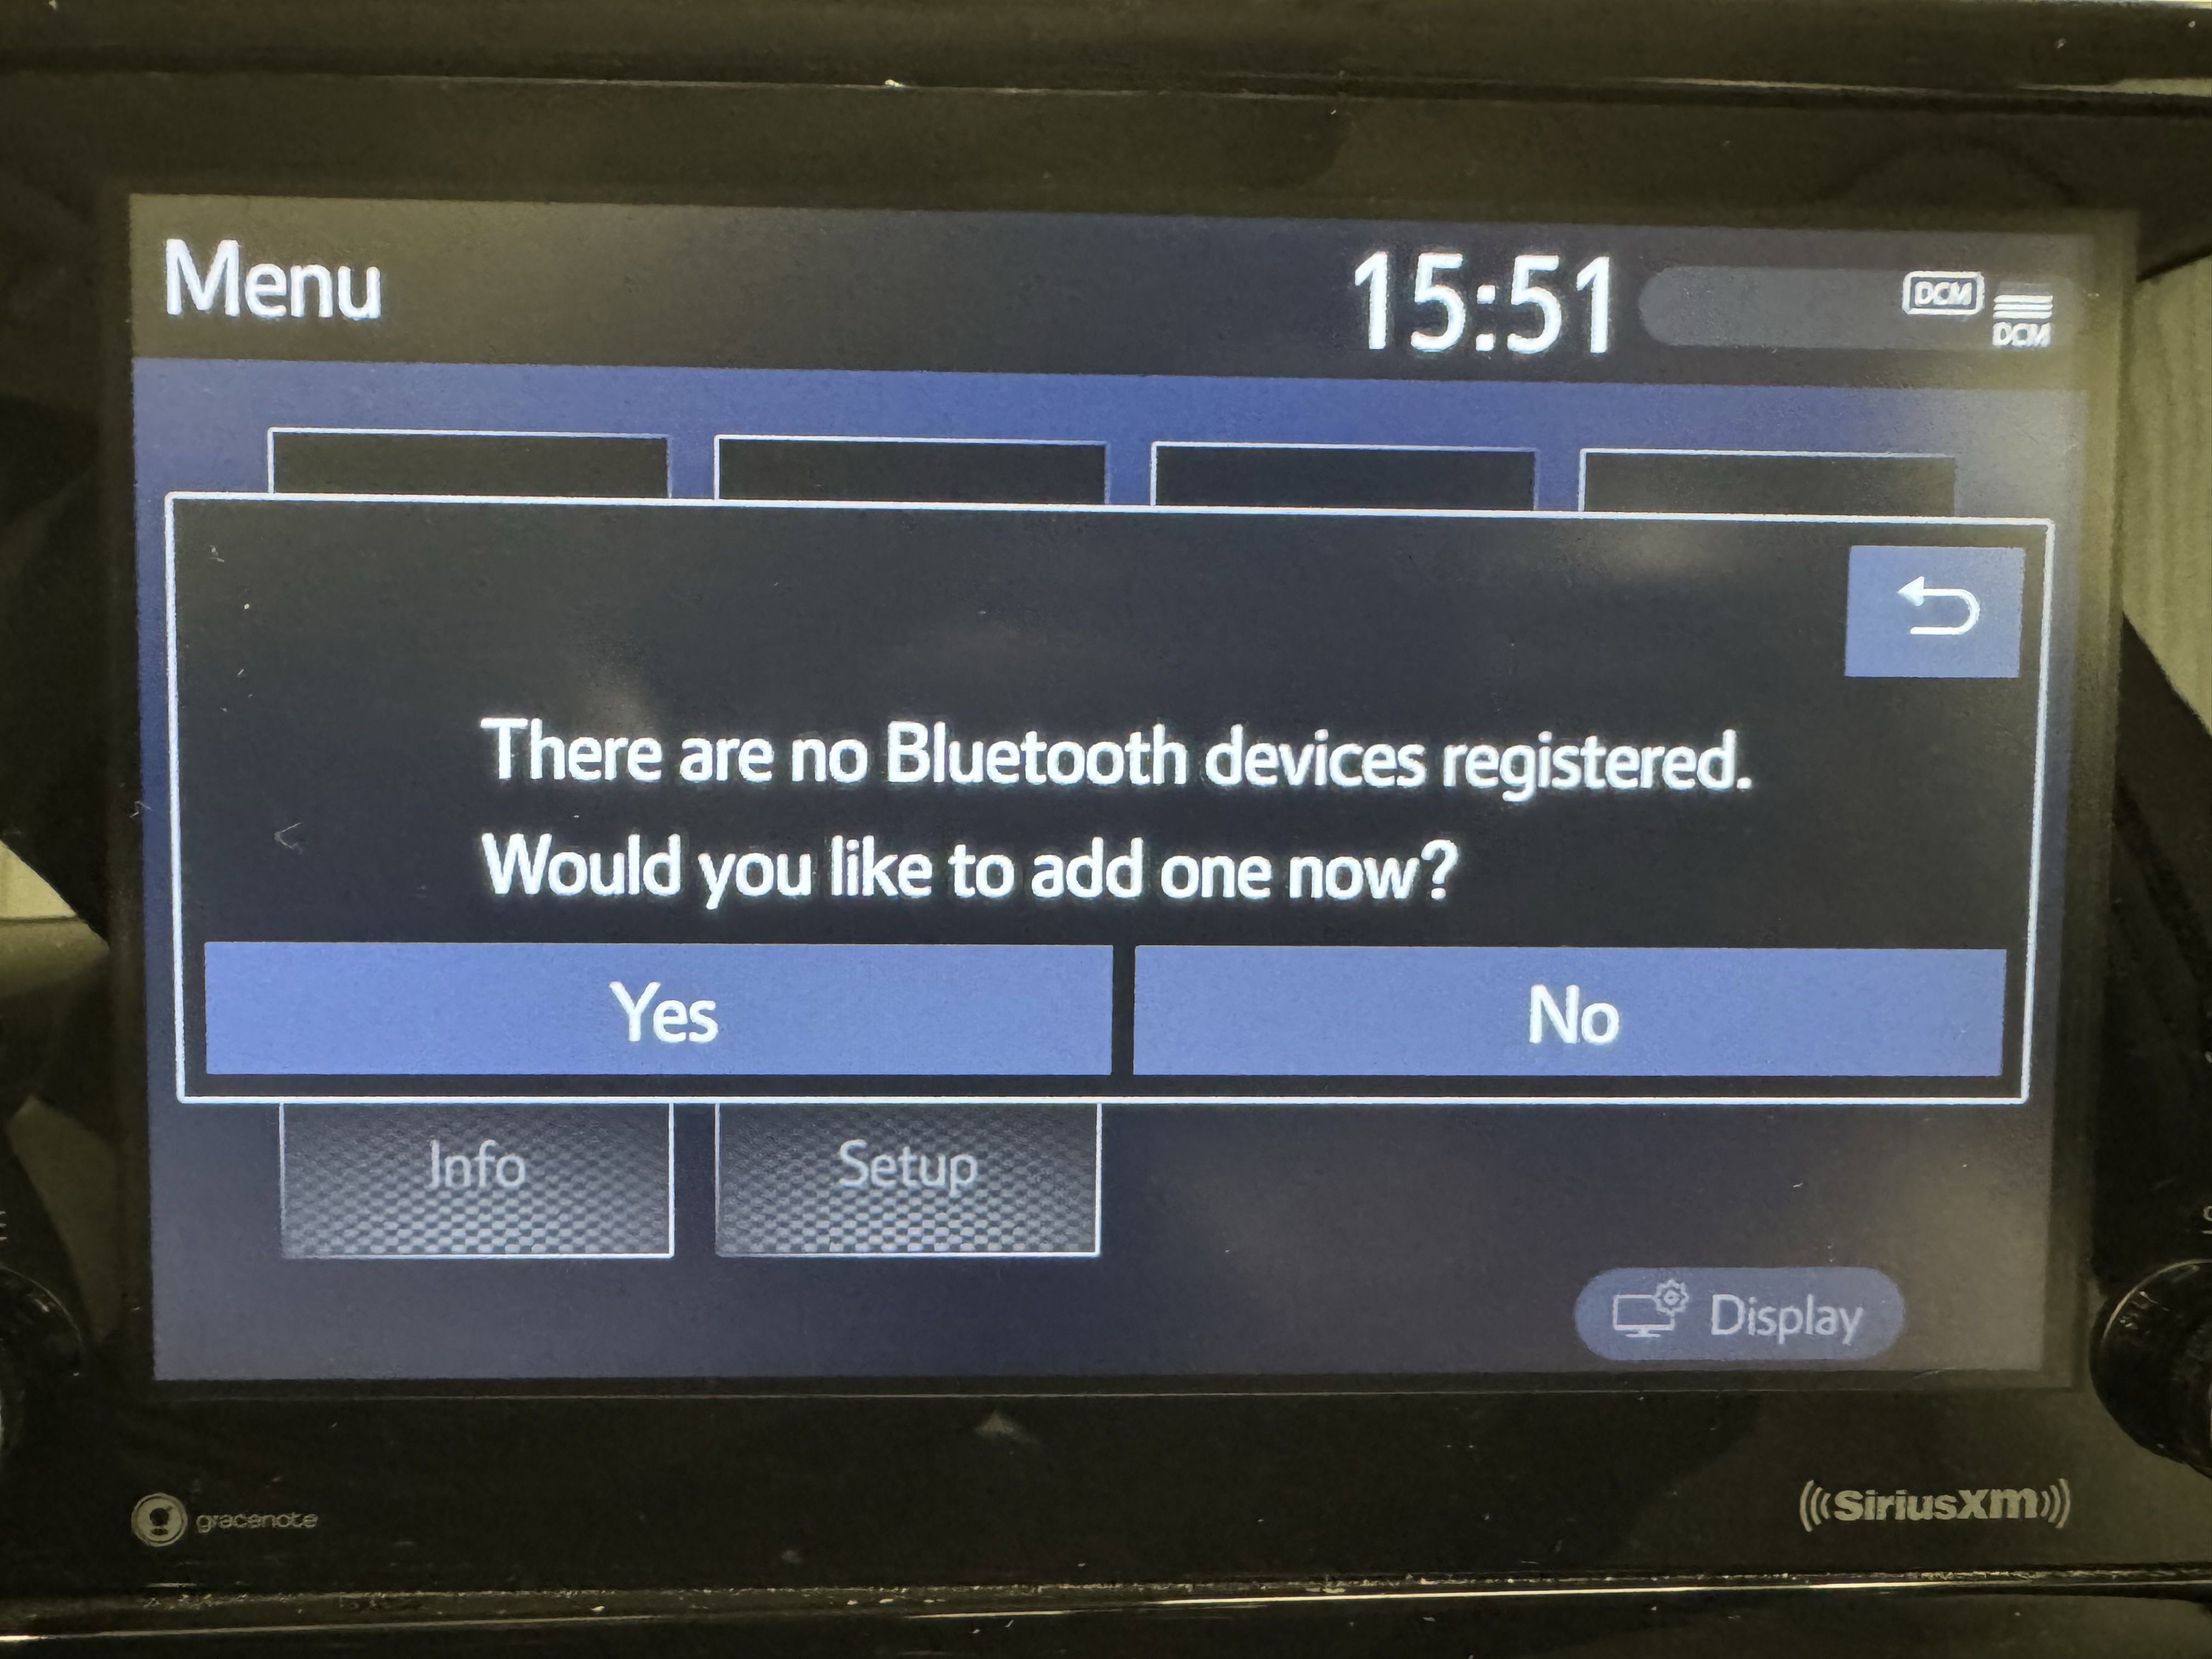 Menu
15:51
DCM
DCM
There are no Bluetooth devices registered.
Would you like to add one now?
Yes
No
Info
Setup
Display
gracenote
SiriusXM